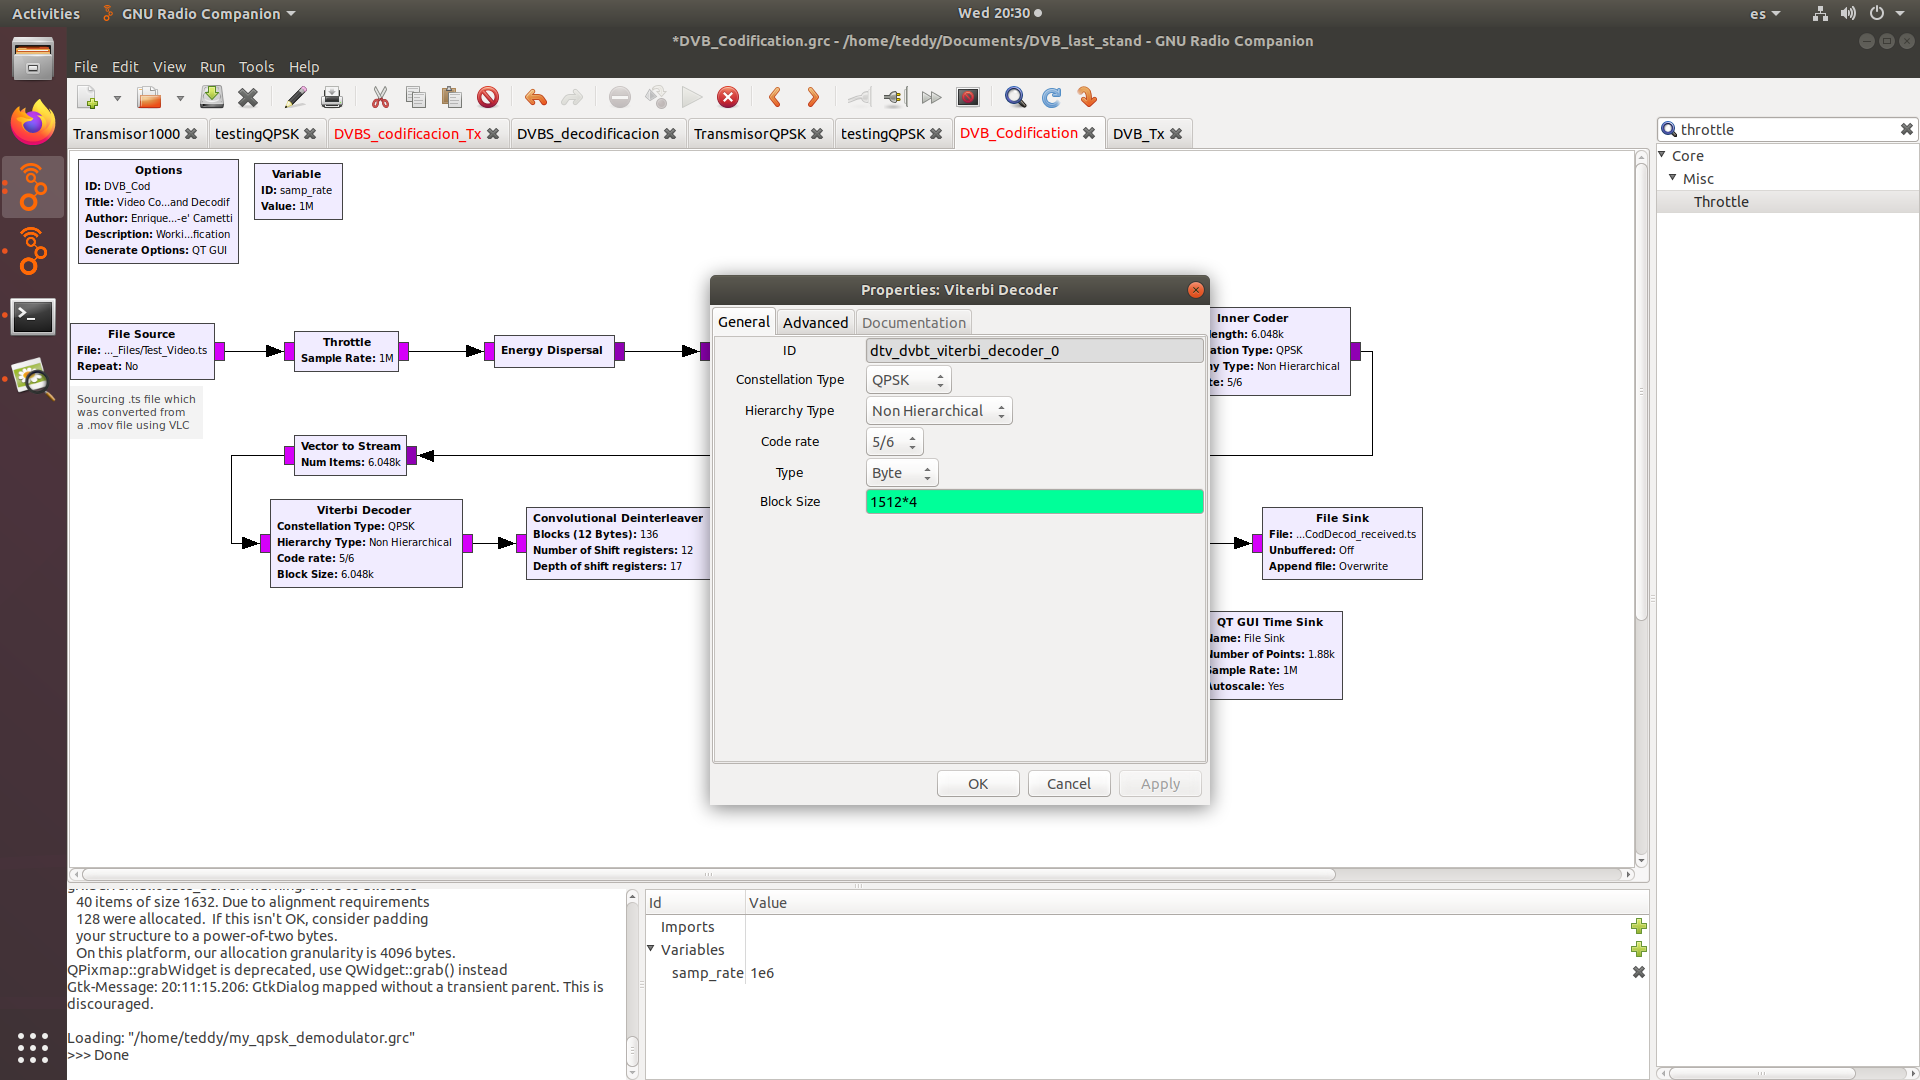 Activities
GNU Radio Companion
Wed 20:30
es
*DVB_Codification.grc - /home/teddy/Documents/DVB_last_stand - GNU Radio Companion
File Edit View Run Tools Help
Transmisor1000
testingQPSK
DVBS_codificacion_Tx
DVBS_decodificacion
TransmisorQPSK
testingQPSK
DVB_Codification
DVB_Tx
throttle
Core
Misc
Throttle
Options
ID: DVB_Cod
Title: Video Co...and Decodif
Author: Enrique...-e' Cametti
Description: Worki...fication
Generate Options: QT GUI
Variable
ID: samp_rate
Value: 1M
File Source
File: ..._Files/Test_Video.ts
Repeat: No
Sourcing .ts file which
was converted from
a .mov file using VLC
Throttle
Sample Rate: 1M
Energy Dispersal
Inner Coder
length: 6.048k
ation Type: QPSK
hy Type: Non Hierarchical
te: 5/6
Vector to Stream
Num Items: 6.048k
Viterbi Decoder
Constellation Type: QPSK
Hierarchy Type: Non Hierarchical
Code rate: 5/6
Block Size: 6.048k
Convolutional Deinterleaver
Blocks (12 Bytes): 136
Number of Shift registers: 12
Depth of shift registers: 17
File Sink
File: ...CodDecod_received.ts
Unbuffered: Off
Append file: Overwrite
QT GUI Time Sink
Name: File Sink
Number of Points: 1.88k
Sample Rate: 1M
Autoscale: Yes
Properties: Viterbi Decoder
General
Advanced
Documentation
ID dtv_dvbt_viterbi_decoder_0
Constellation Type QPSK
Hierarchy Type Non Hierarchical
Code rate 5/6
Type Byte
Block Size 1512*4
OK
Cancel
Apply
40 items of size 1632. Due to alignment requirements
128 were allocated. If this isn't OK, consider padding
your structure to a power-of-two bytes.
On this platform, our allocation granularity is 4096 bytes.
QPixmap::grabWidget is deprecated, use QWidget::grab() instead
Gtk-Message: 20:11:15.206: GtkDialog mapped without a transient parent. This is
discouraged.
Loading: "/home/teddy/my_qpsk_demodulator.grc"
>>> Done
Id Value
Imports
Variables
samp_rate 1e6